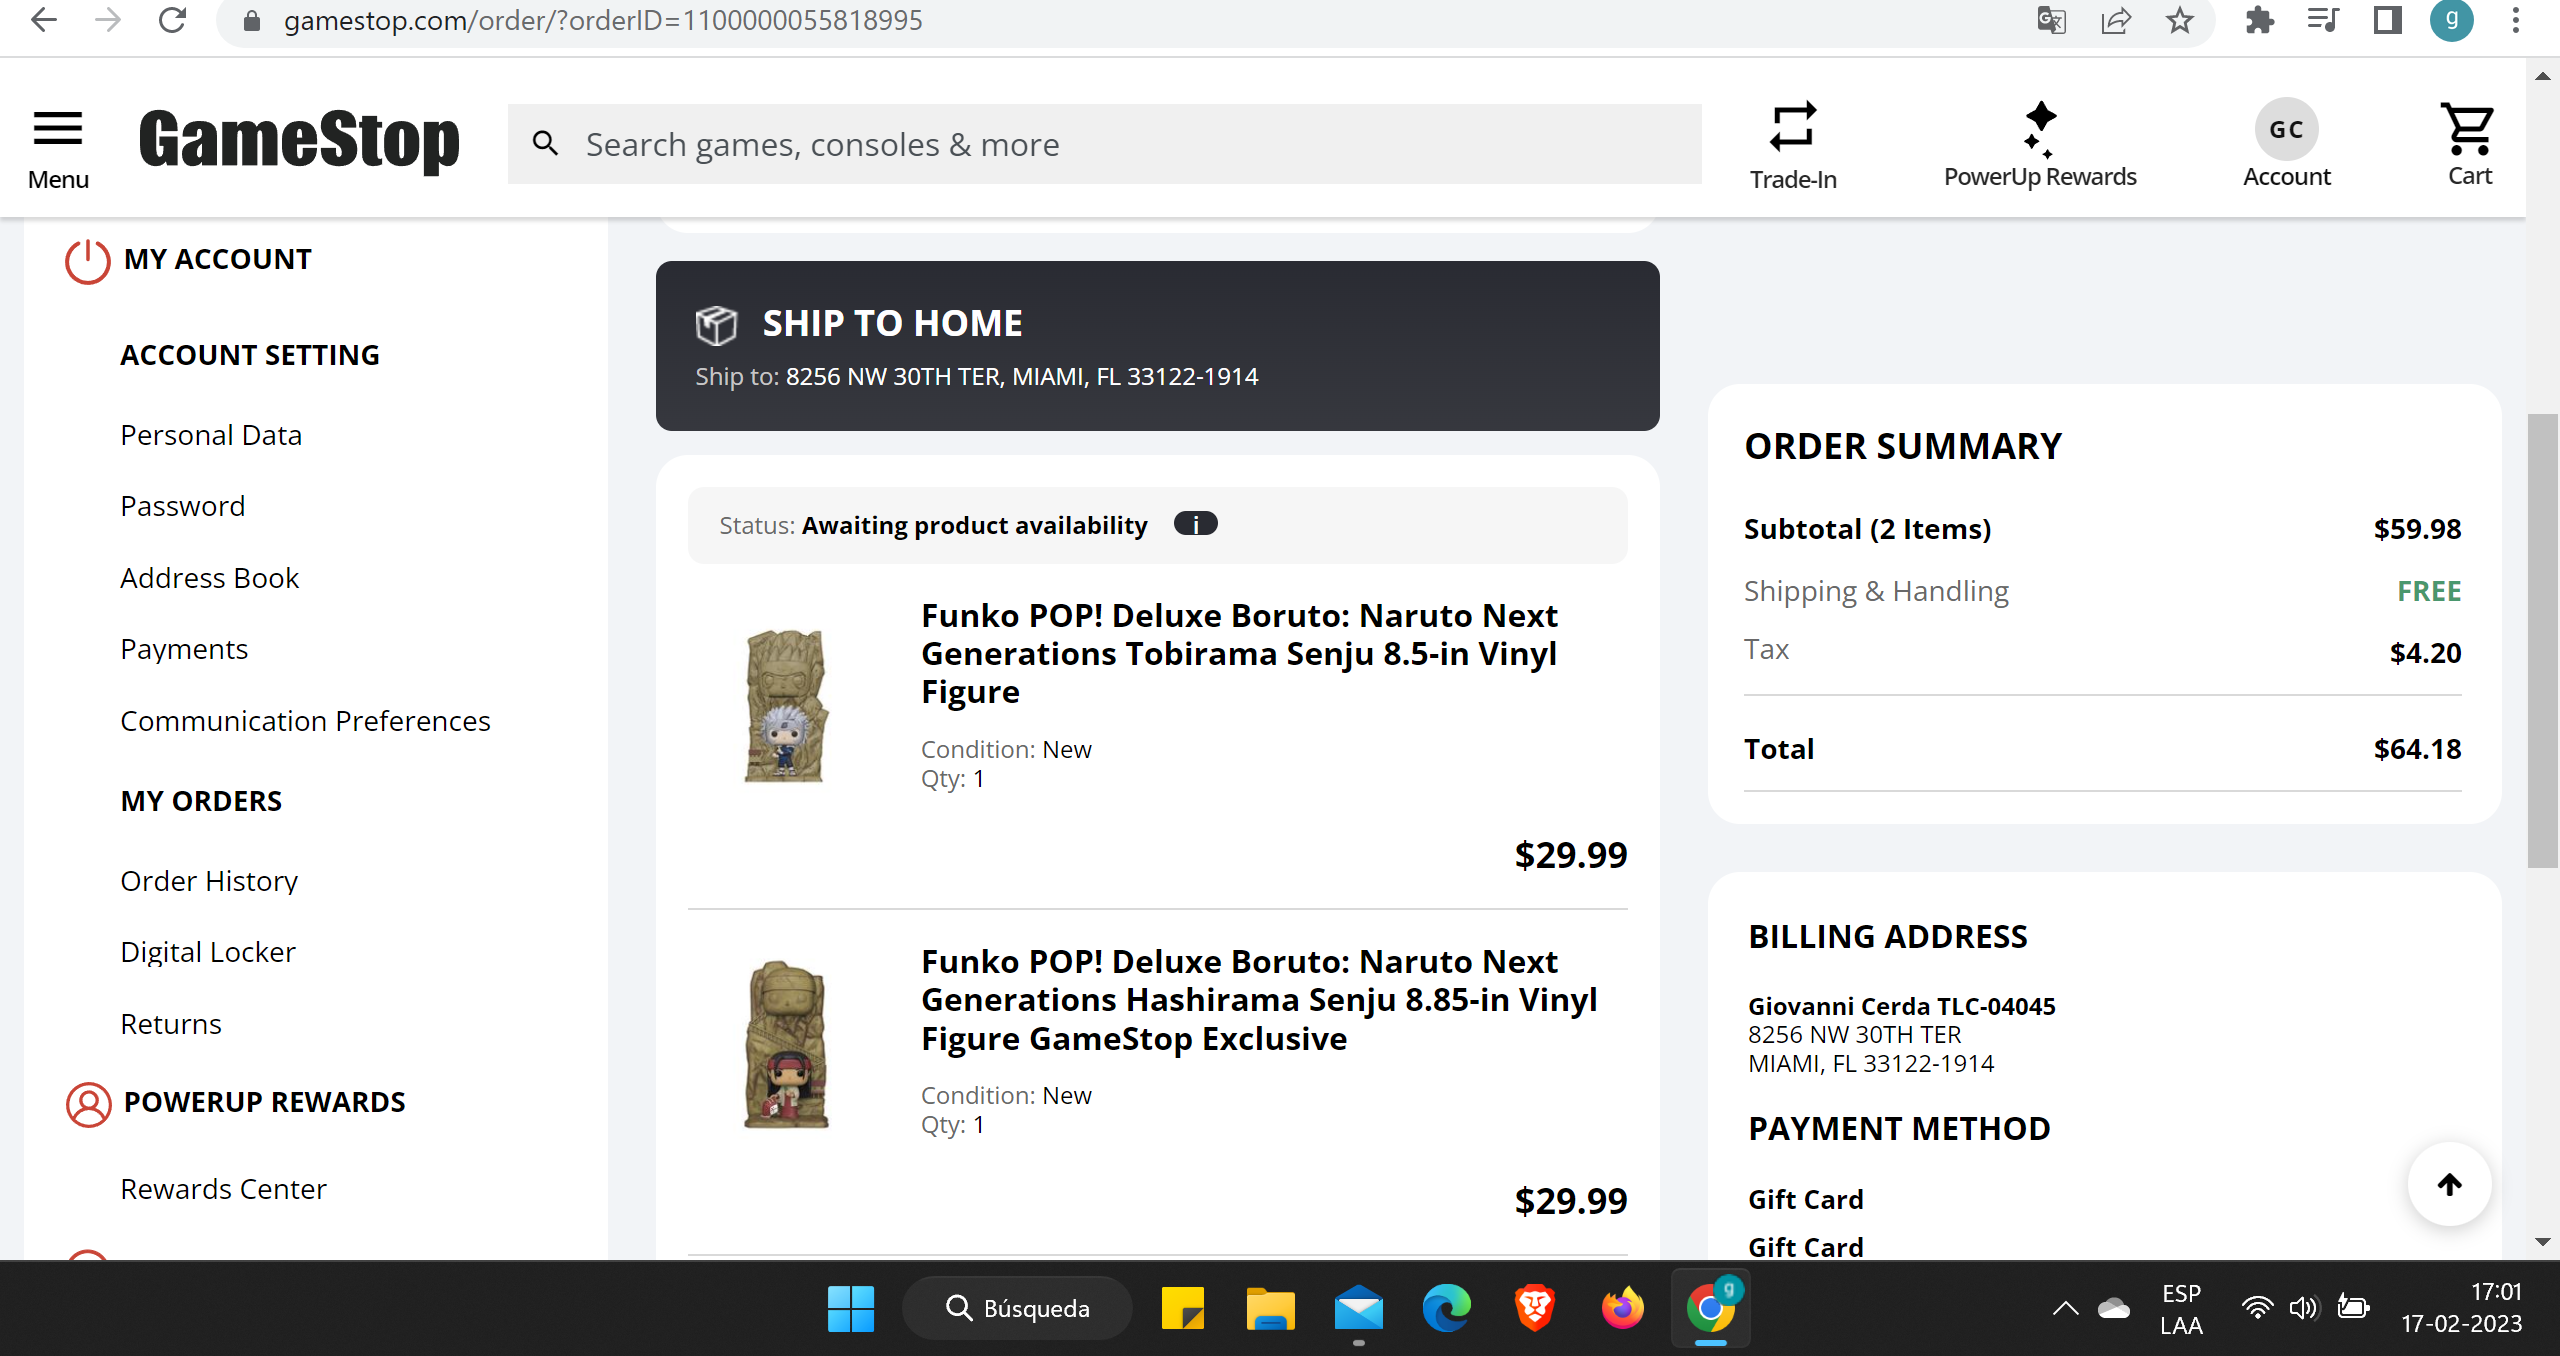 gamestop.com/order/?orderID=1100000055818995
g
Menu
GameStop
Search games, consoles & more
Trade-In
PowerUp Rewards
GC
Account
Cart
MY ACCOUNT
ACCOUNT SETTING
Personal Data
Password
Address Book
Payments
Communication Preferences
MY ORDERS
Order History
Digital Locker
Returns
POWERUP REWARDS
Rewards Center
SHIP TO HOME
Ship to: 8256 NW 30TH TER, MIAMI, FL 33122-1914
Status: Awaiting product availability i
Funko POP! Deluxe Boruto: Naruto Next
Generations Tobirama Senju 8.5-in Vinyl
Figure
Condition: New
Qty: 1
$29.99
Funko POP! Deluxe Boruto: Naruto Next
Generations Hashirama Senju 8.85-in Vinyl
Figure GameStop Exclusive
Condition: New
Qty: 1
$29.99
ORDER SUMMARY
Subtotal (2 Items) $59.98
Shipping & Handling FREE
Tax $4.20
Total $64.18
BILLING ADDRESS
Giovanni Cerda TLC-04045
8256 NW 30TH TER
MIAMI, FL 33122-1914
PAYMENT METHOD
Gift Card
Gift Card
Búsqueda
g
ESP
LAA
17:01
17-02-2023